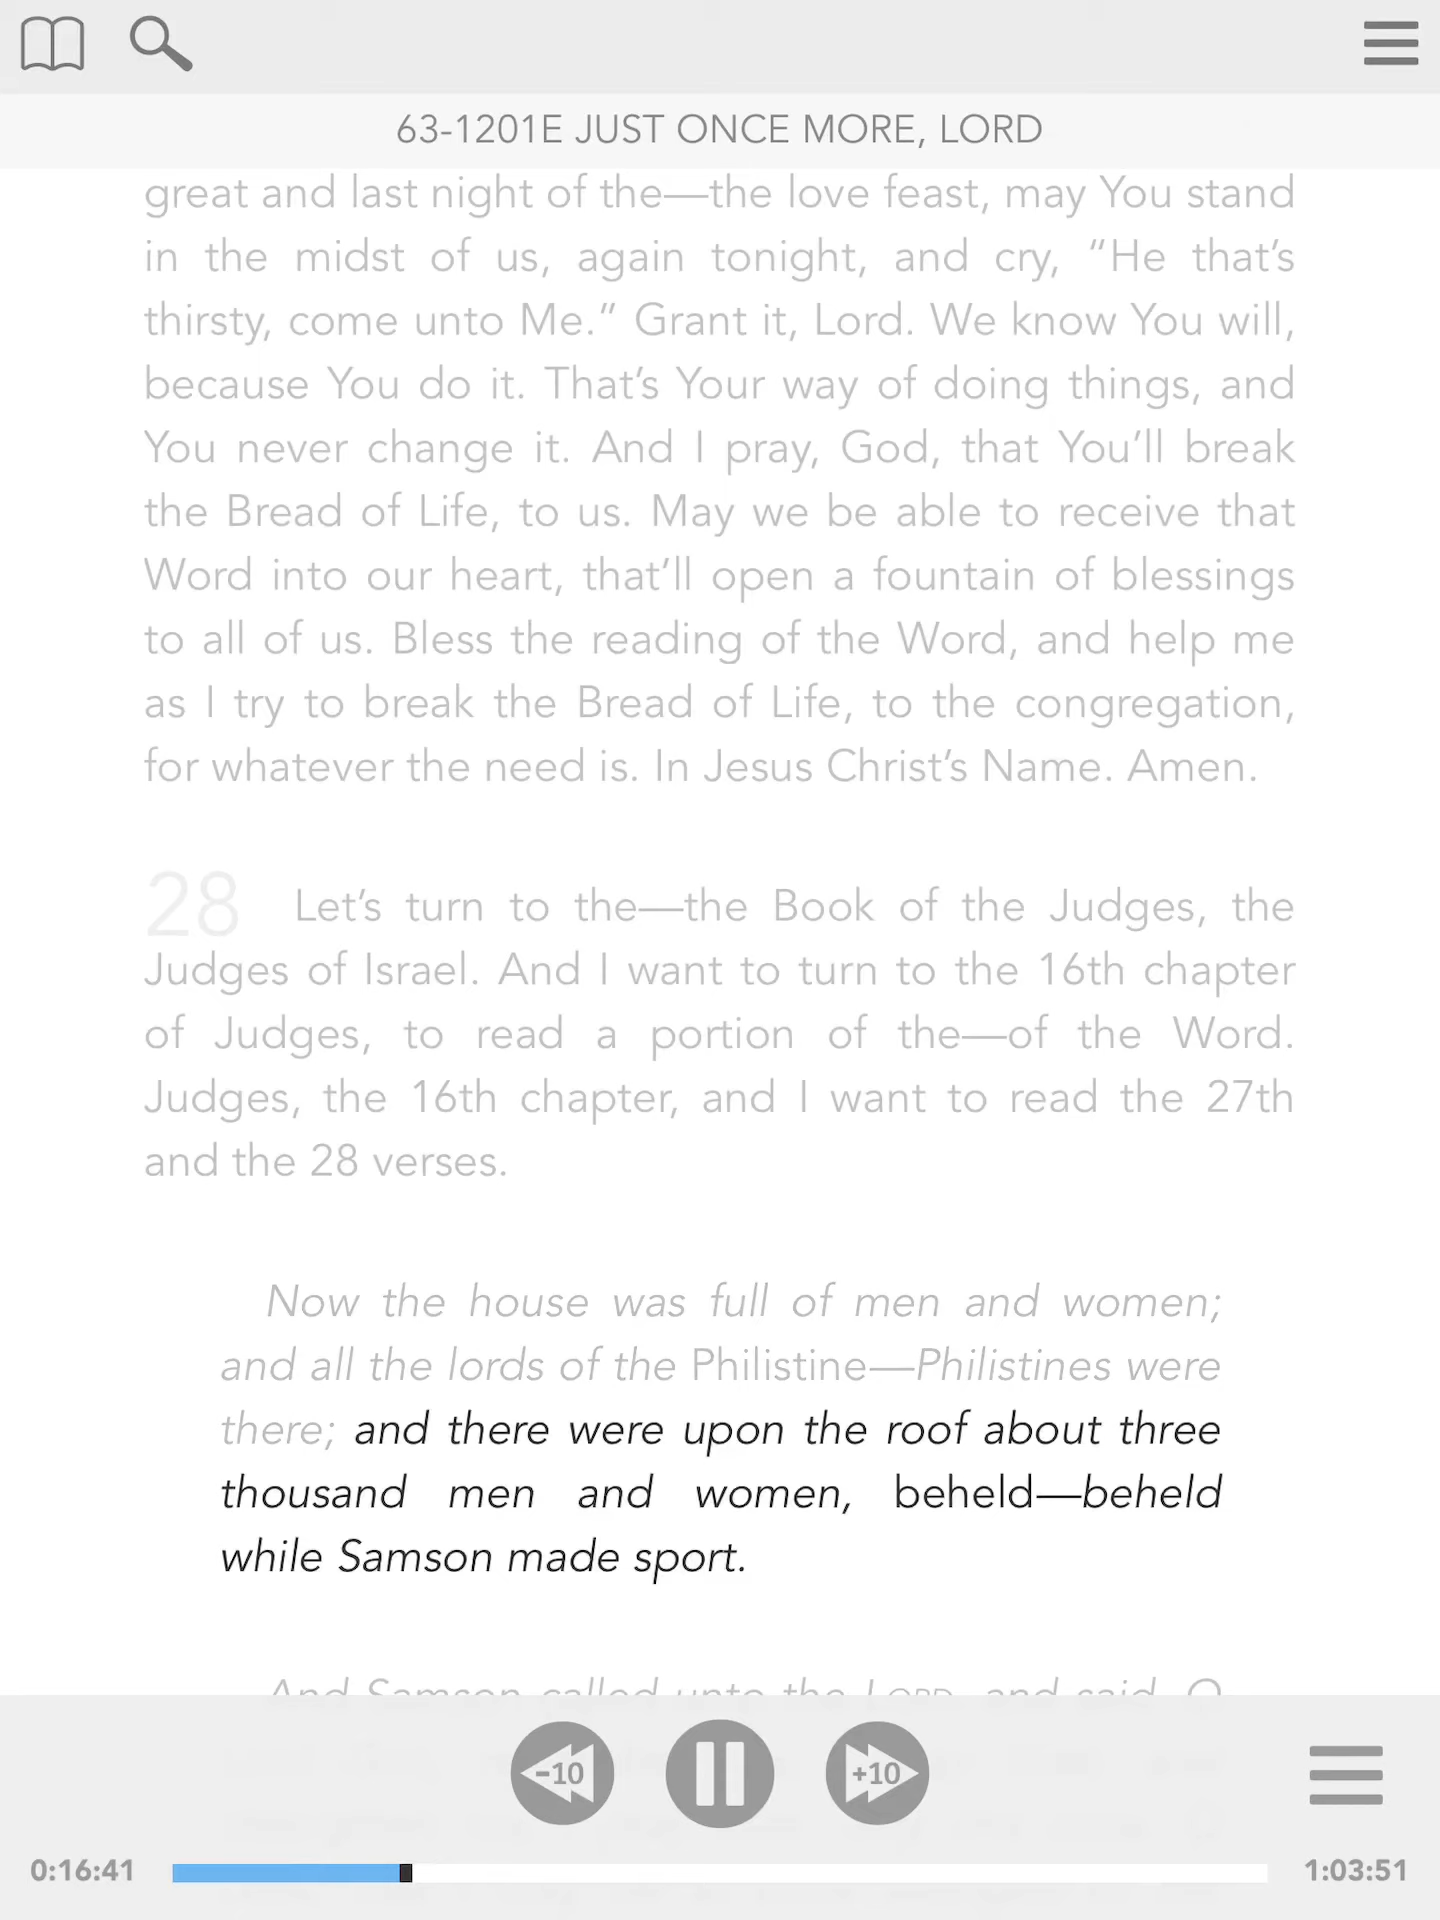 63-1201E JUST ONCE MORE, LORD
great and last night of the—the love feast, may You stand
in the midst of us, again tonight, and cry, “He that’s
thirsty, come unto Me.” Grant it, Lord. We know You will,
because You do it. That’s Your way of doing things, and
You never change it. And I pray, God, that You’ll break
the Bread of Life, to us. May we be able to receive that
Word into our heart, that’ll open a fountain of blessings
to all of us. Bless the reading of the Word, and help me
as I try to break the Bread of Life, to the congregation,
for whatever the need is. In Jesus Christ’s Name. Amen.
28 Let’s turn to the—the Book of the Judges, the
Judges of Israel. And I want to turn to the 16th chapter
of Judges, to read a portion of the—of the Word.
Judges, the 16th chapter, and I want to read the 27th
and the 28 verses.
Now the house was full of men and women;
and all the lords of the Philistine—Philistines were
there; and there were upon the roof about three
thousand men and women, beheld—beheld
while Samson made sport.
And Samson called unto the LORD, and said, O
-10 +10
0:16:41 1:03:51